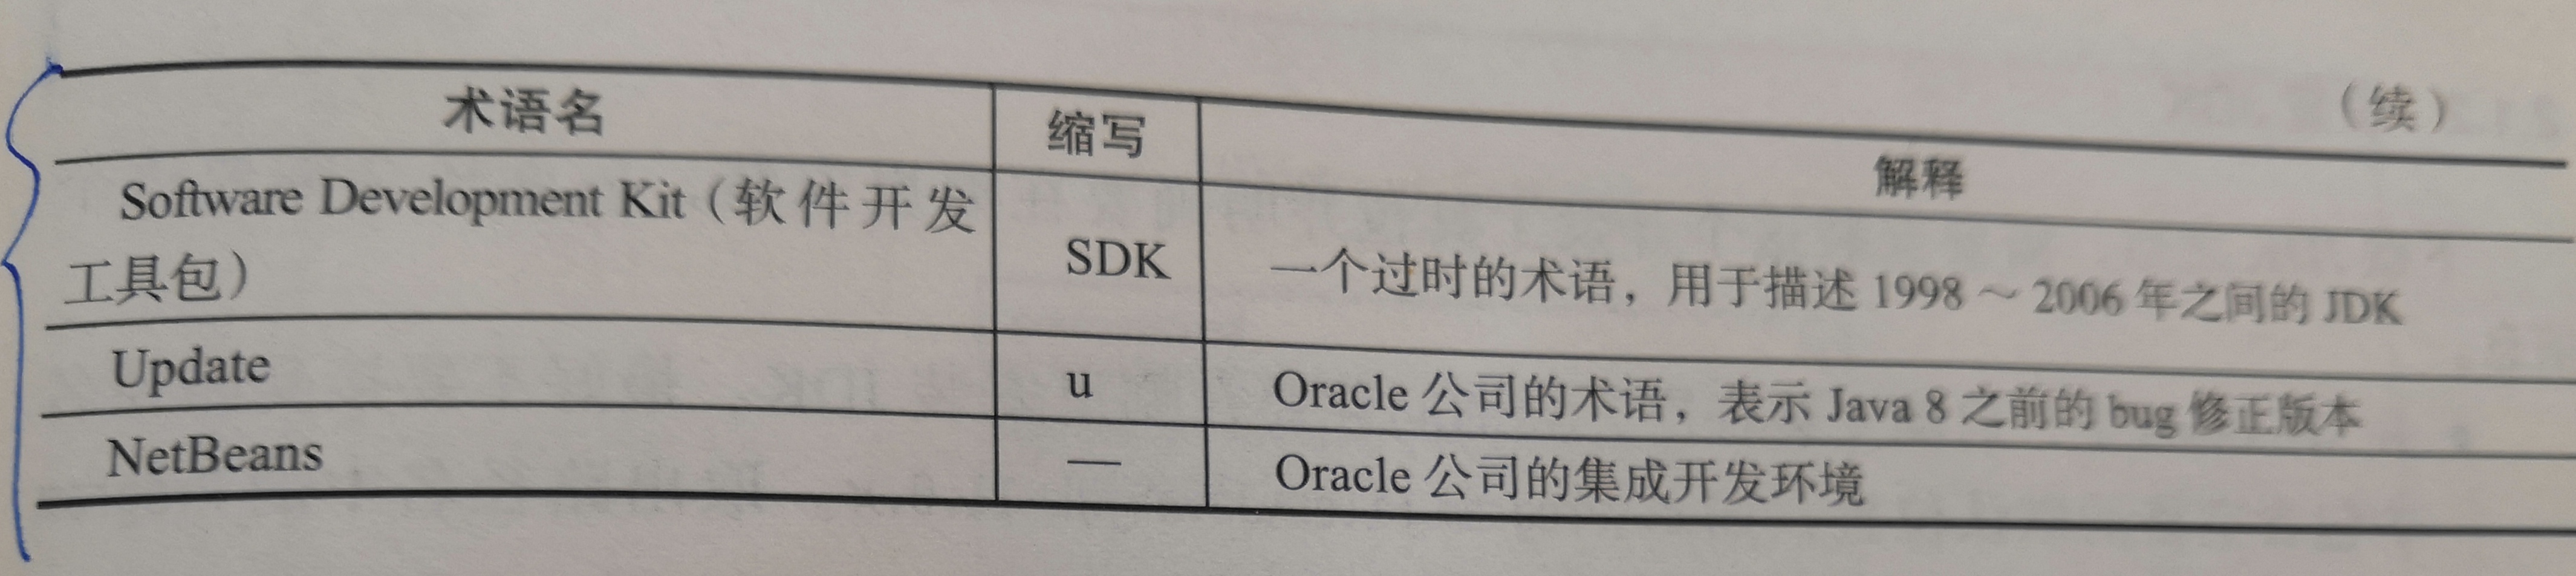 （续）
术语名 缩写 解释
Software Development Kit（软件开发
工具包） SDK 一个过时的术语，用于描述 1998～2006 年之间的 JDK
Update u Oracle 公司的术语，表示 Java 8 之前的 bug 修正版本
NetBeans — Oracle 公司的集成开发环境